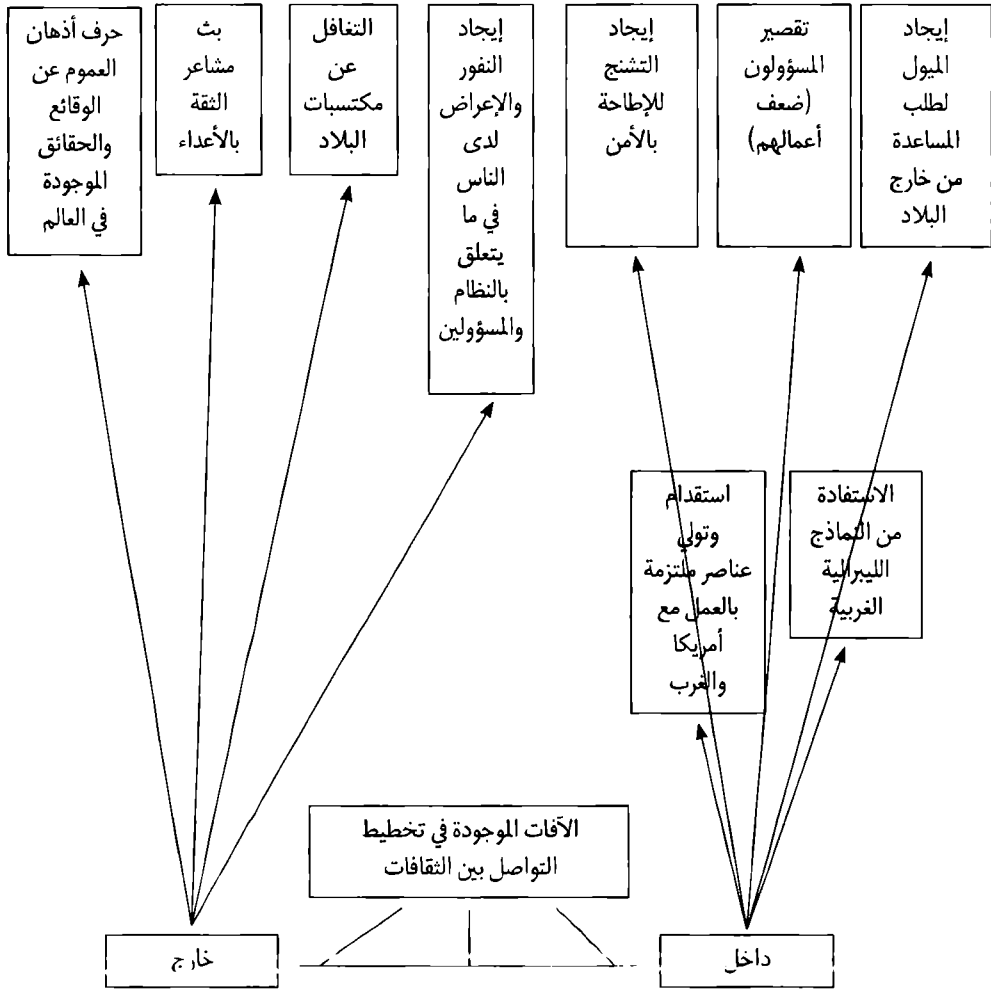 إيجاد
الميول
لطلب
المساعدة
من خارج
البلاد
تقصير
المسؤولون
(ضعف
أعمالهم)
إيجاد
التشنج
للإطاحة
بالأمن
إيجاد
النفور
والإعراض
لدى
الناس
في ما
يتعلق
بالنظام
والمسؤولين
التغافل
عن
مكتسبات
البلاد
بث
مشاعر
الثقة
بالأعداء
حرف أذهان
العموم عن
الوقائع
والحقائق
الموجودة
في العالم
الاستفادة
من النماذج
الليبرالية
الغربية
استقدام
وتولي
عناصر ملتزمة
بالعمل مع
أمريكا
والغرب
الآفات الموجودة في تخطيط
التواصل بين الثقافات
داخل
خارج